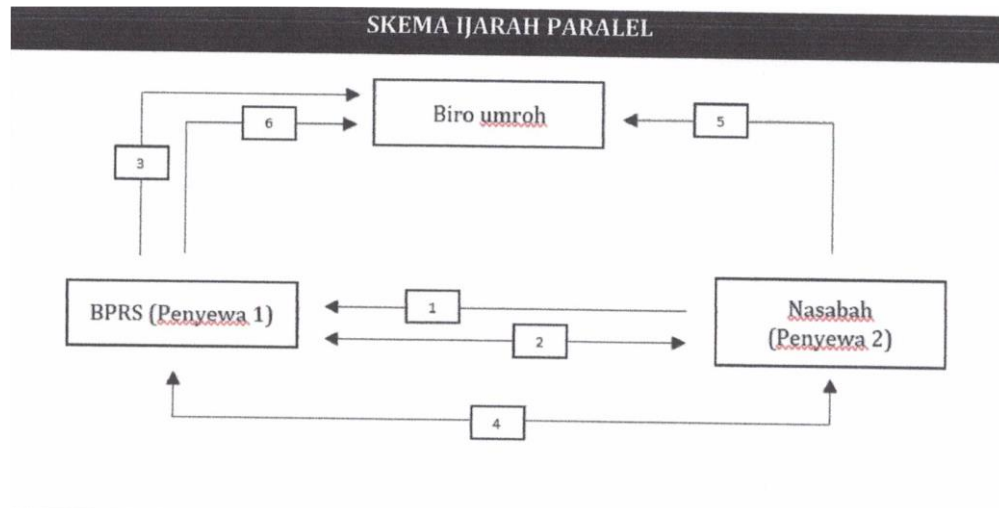 SKEMA IJARAH PARALEL
Biro umroh
6
5
3
BPRS (Penyewa 1)
1
Nasabah
(Penyewa 2)
2
4